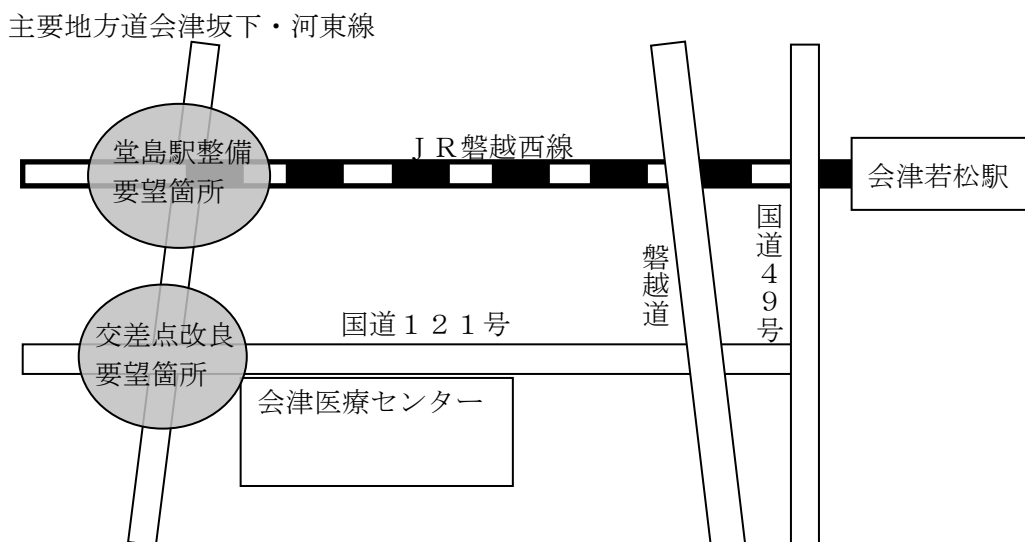 主要地方道会津坂下・河東線
堂島駅整備
要望箇所
ＪＲ磐越西線
会津若松駅
国道４９号
磐越道
国道１２１号
交差点改良
要望箇所
会津医療センター